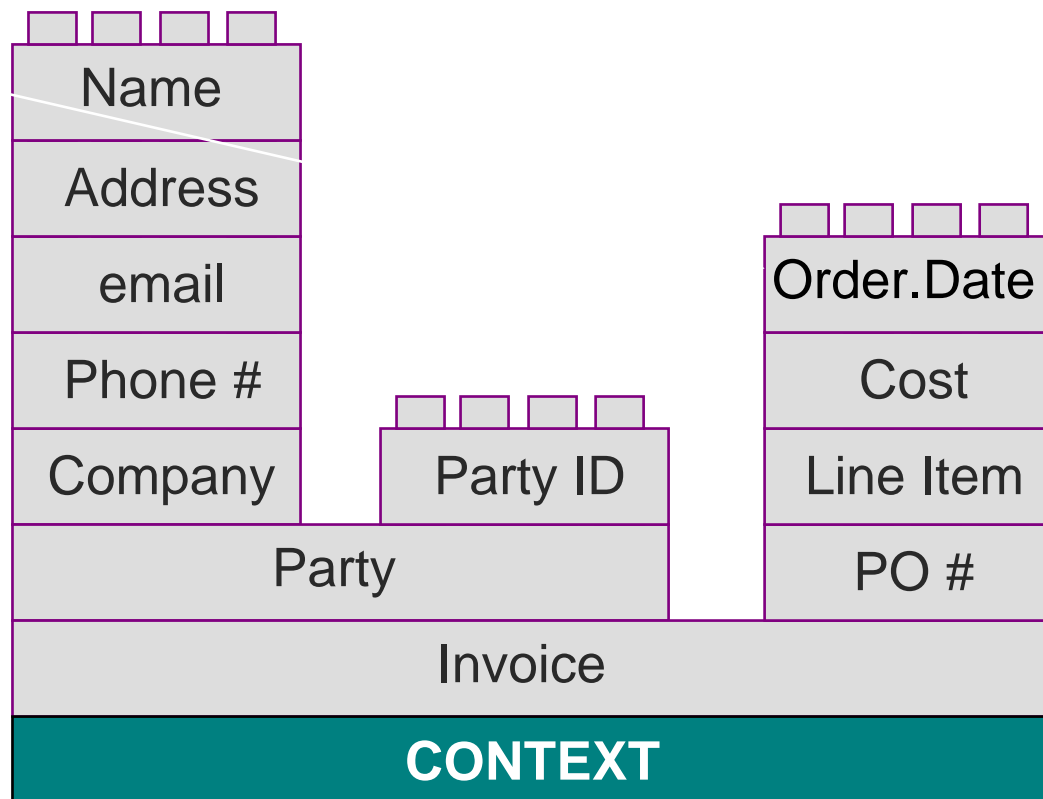 Name
Address
email
Phone #
Company
Party ID
Party
Order.Date
Cost
Line Item
PO #
Invoice
CONTEXT